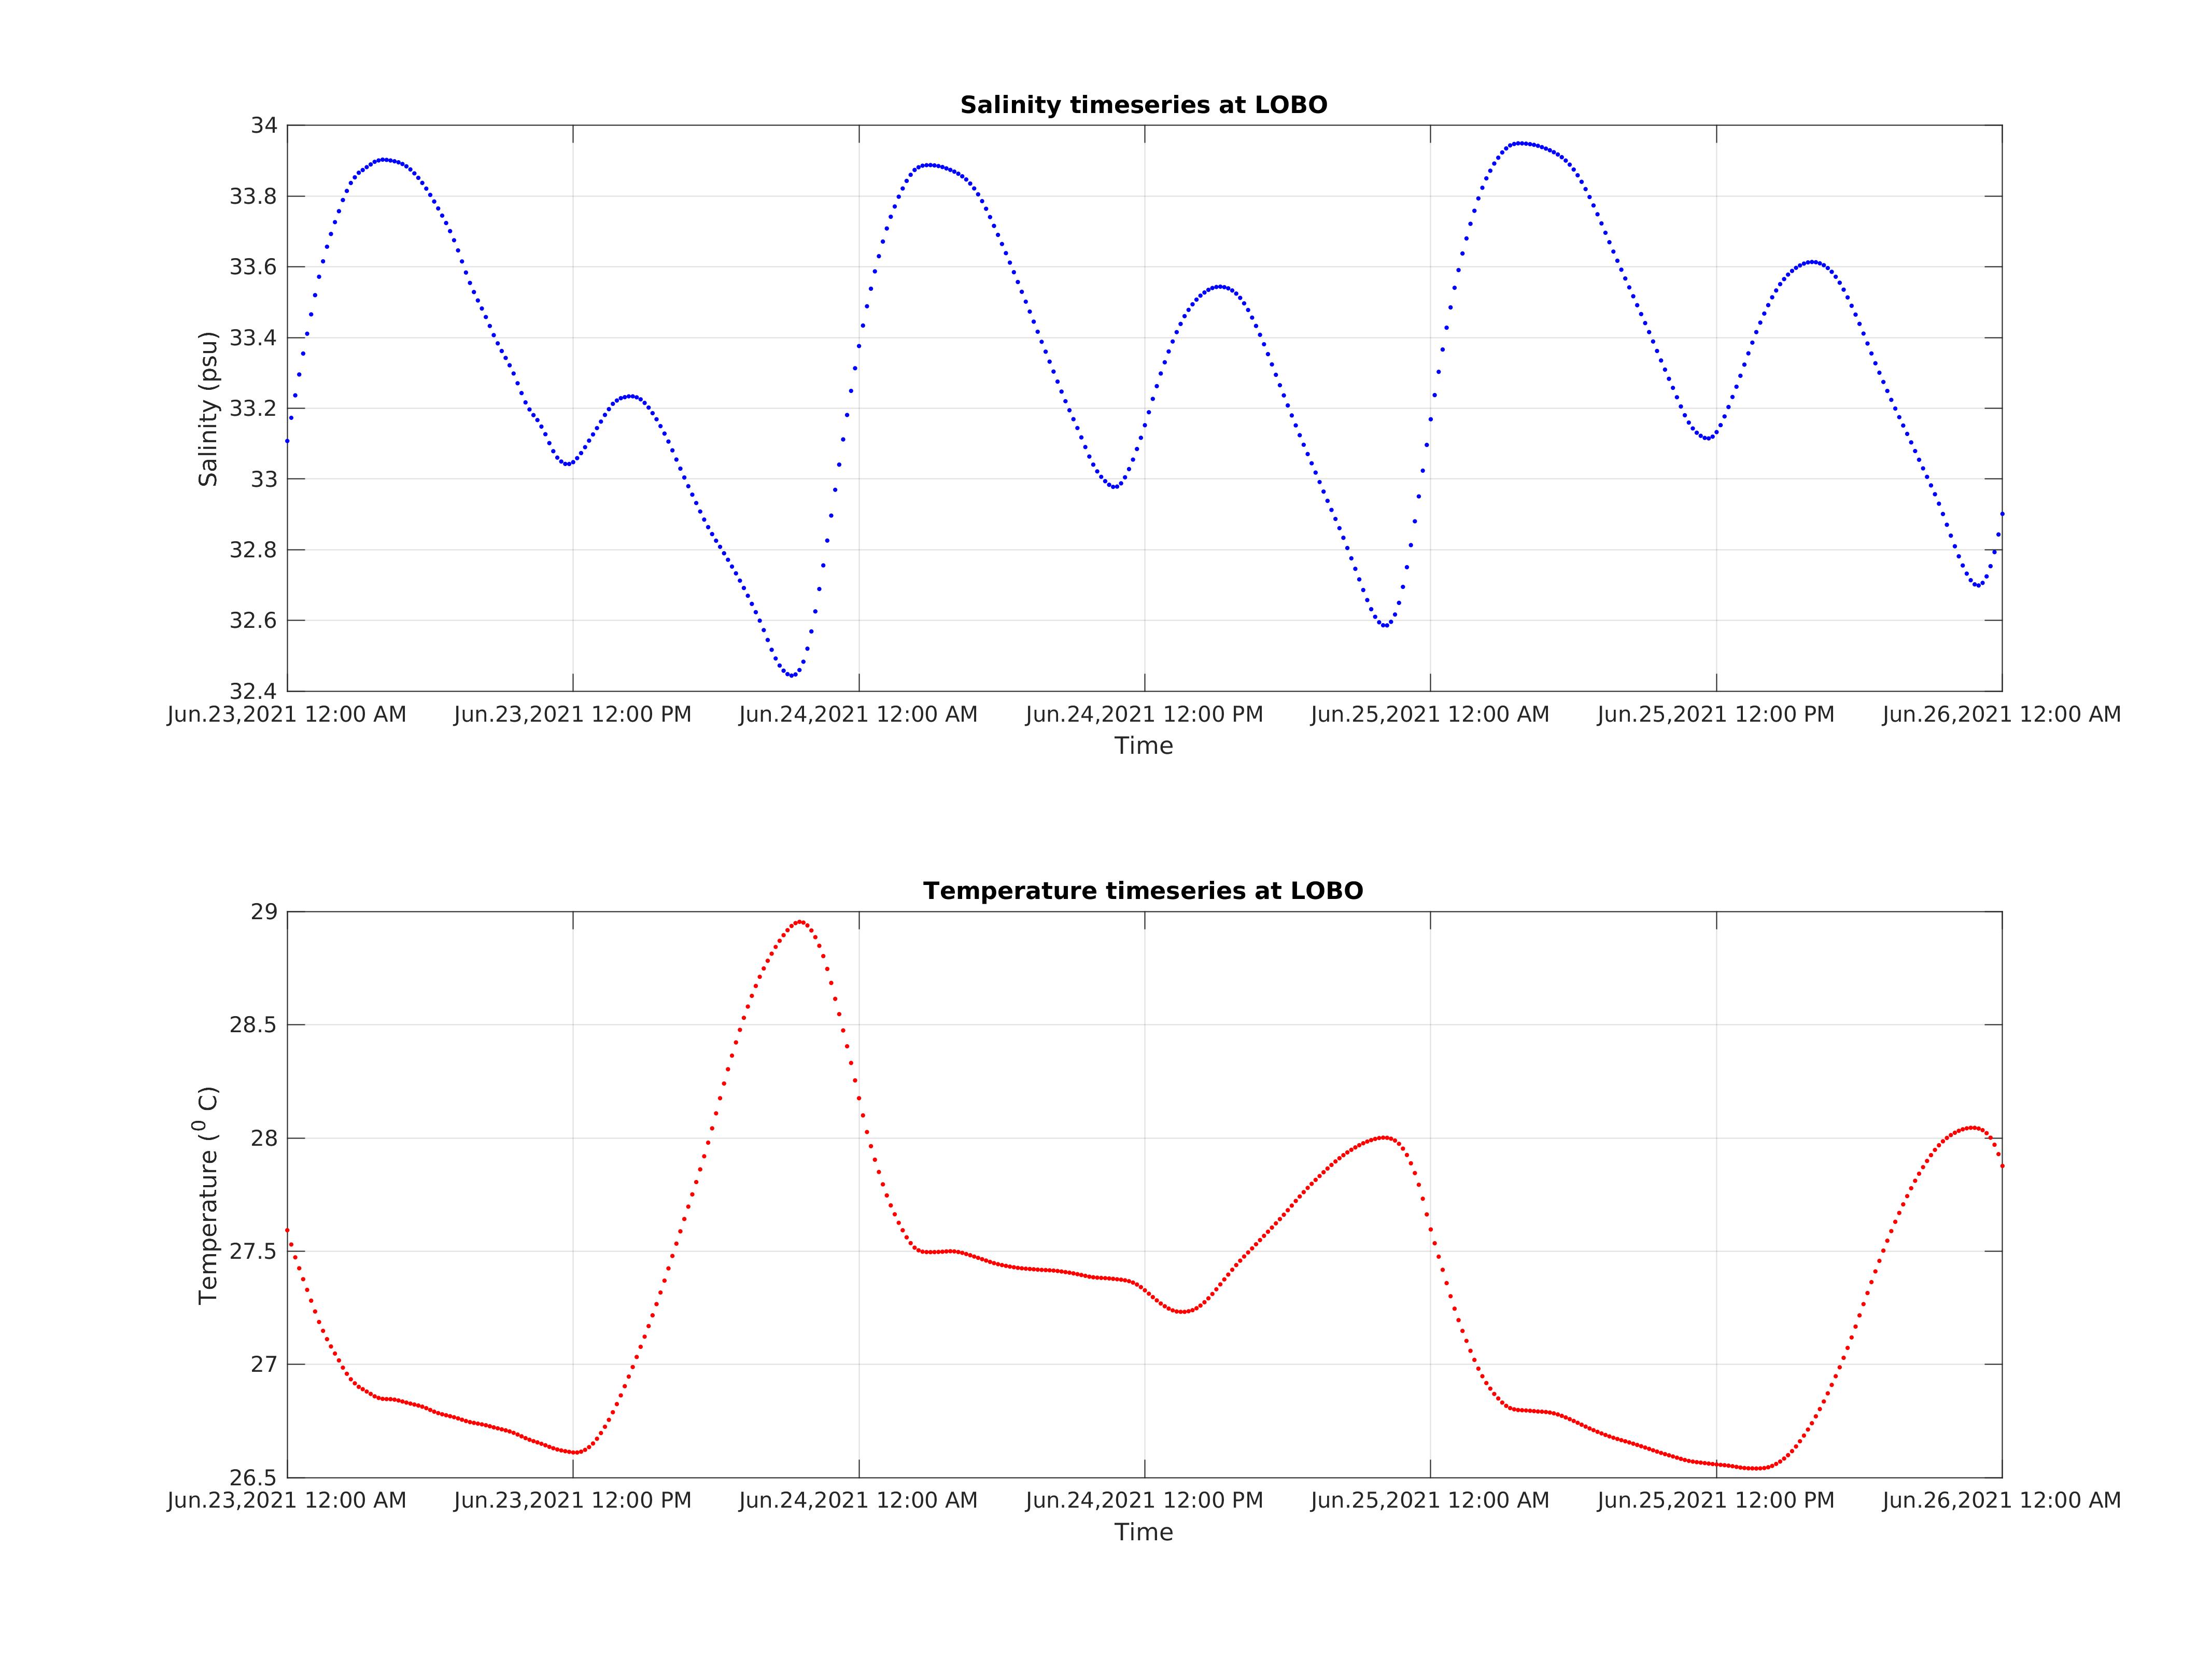 Salinity timeseries at LOBO
34
33.8
33.6
33.4
33.2
33
32.8
32.6
32.4
Salinity (psu)
Jun.23,2021 12:00 AM Jun.23,2021 12:00 PM Jun.24,2021 12:00 AM Jun.24,2021 12:00 PM Jun.25,2021 12:00 AM Jun.25,2021 12:00 PM Jun.26,2021 12:00 AM
Time
Temperature timeseries at LOBO
29
28.5
28
27.5
27
26.5
Temperature (⁰ C)
Jun.23,2021 12:00 AM Jun.23,2021 12:00 PM Jun.24,2021 12:00 AM Jun.24,2021 12:00 PM Jun.25,2021 12:00 AM Jun.25,2021 12:00 PM Jun.26,2021 12:00 AM
Time